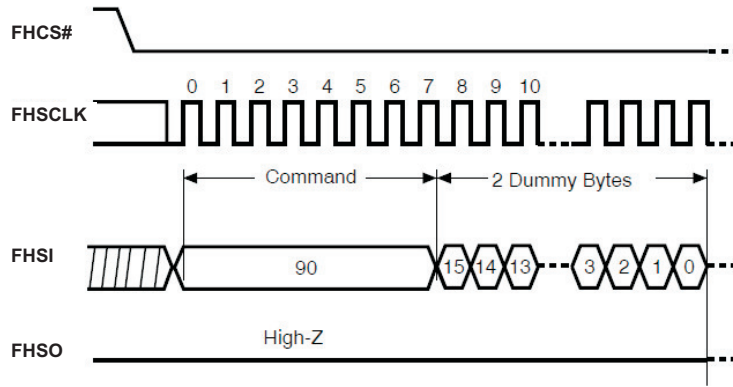 FHCS#
0 1 2 3 4 5 6 7 8 9 10
FHSCLK
Command 2 Dummy Bytes
FHSI 90 15 14 13 3 2 1 0
High-Z
FHSO